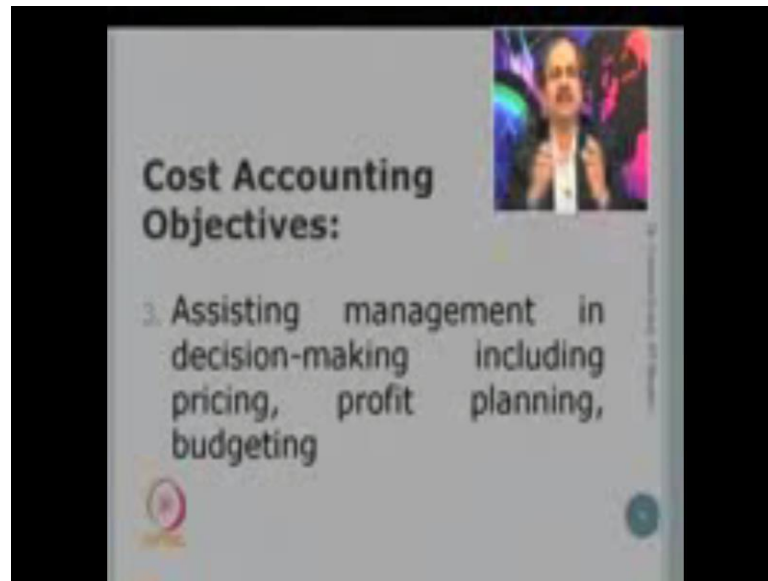 Cost Accounting
Objectives:
3. Assisting management in
decision-making including
pricing, profit planning,
budgeting